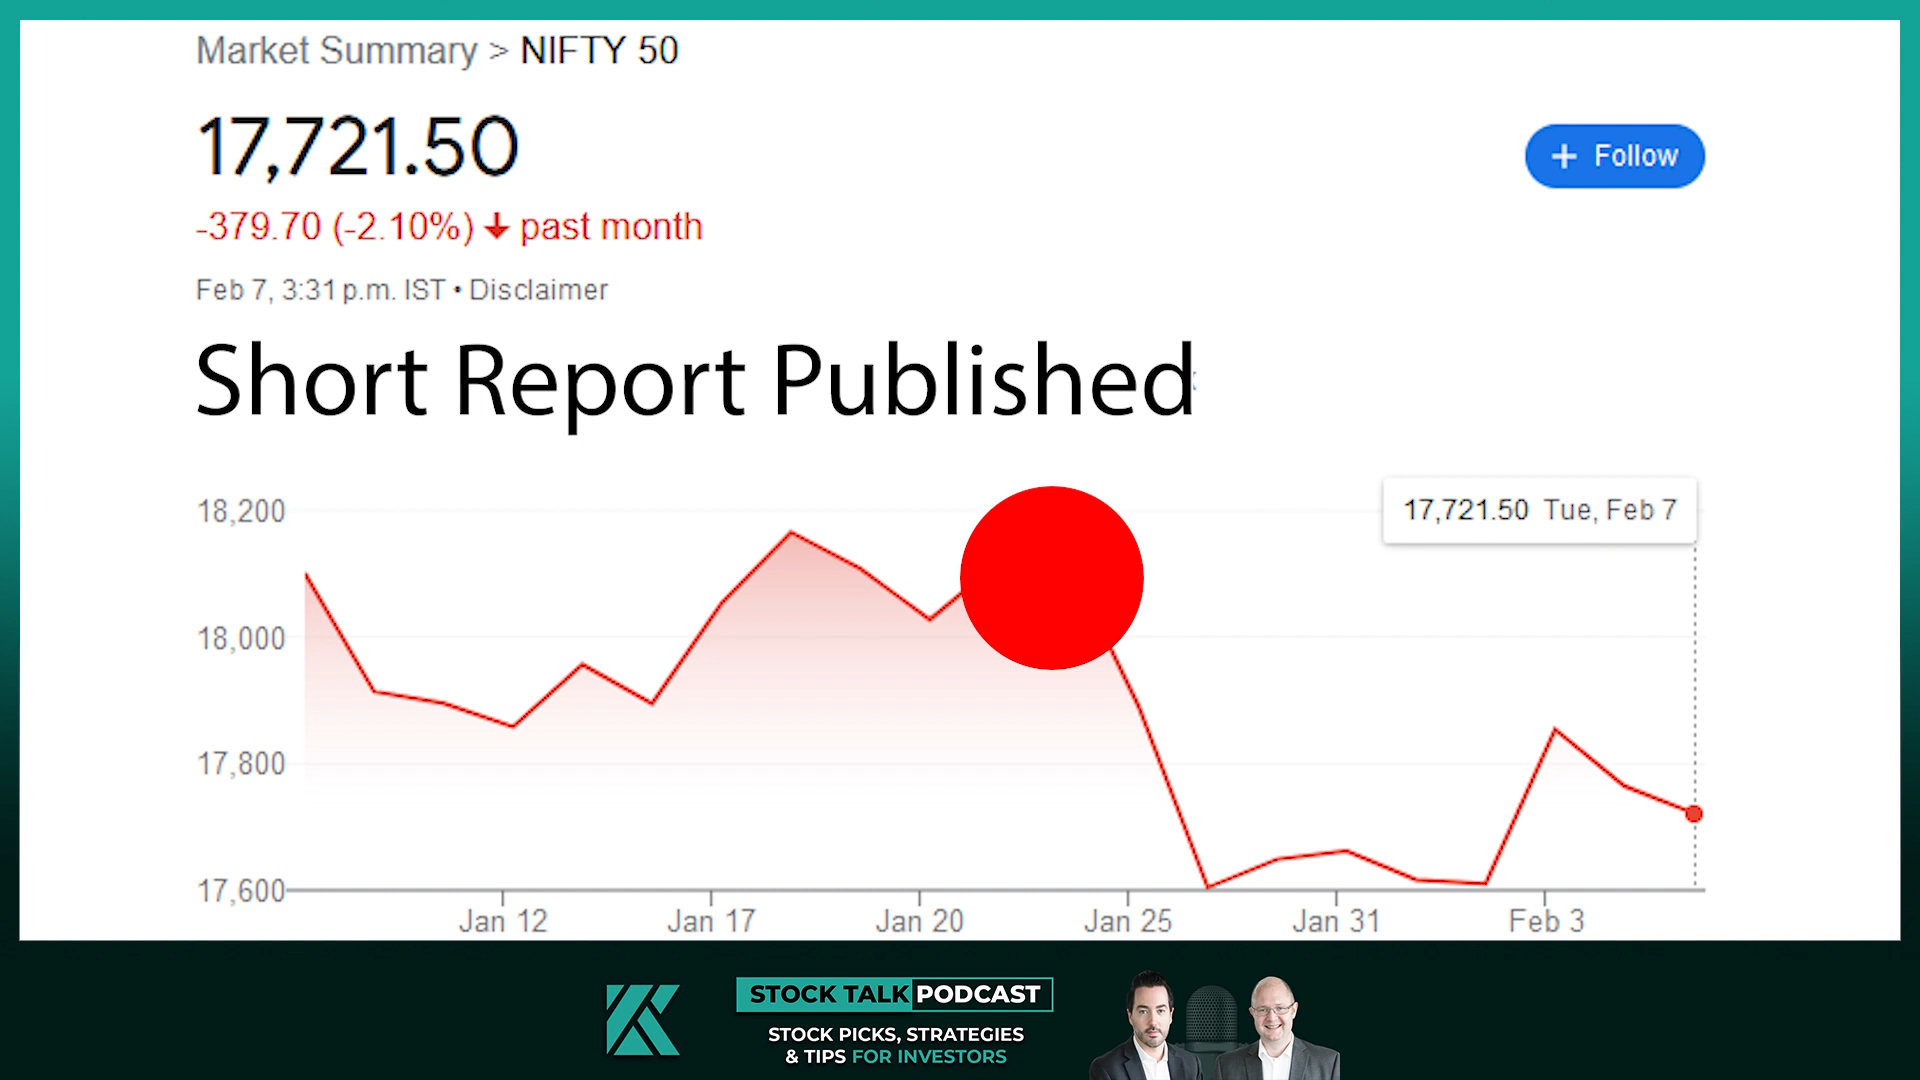 Market Summary > NIFTY 50
17,721.50
+ Follow
-379.70 (-2.10%) ↓ past month
Feb 7, 3:31 p.m. IST • Disclaimer
Short Report Published
17,721.50 Tue, Feb 7
18,200
18,000
17,800
17,600
Jan 12 Jan 17 Jan 20 Jan 25 Jan 31 Feb 3
STOCK TALK PODCAST
STOCK PICKS, STRATEGIES
& TIPS FOR INVESTORS